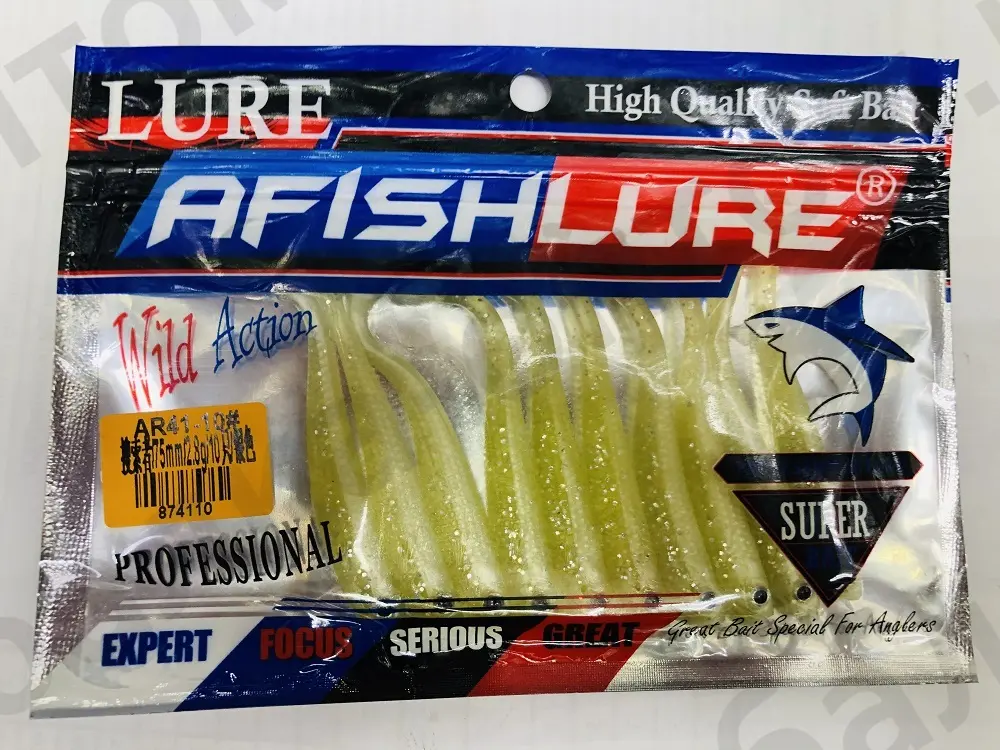 LURE
High Quality Soft Bait
AFISHLURE®
Wild Action
AR41-10#
75mm/2.8g/10
874110
PROFESSIONAL
SUPER
EXPERT FOCUS SERIOUS GREAT
Great Bait Special For Anglers